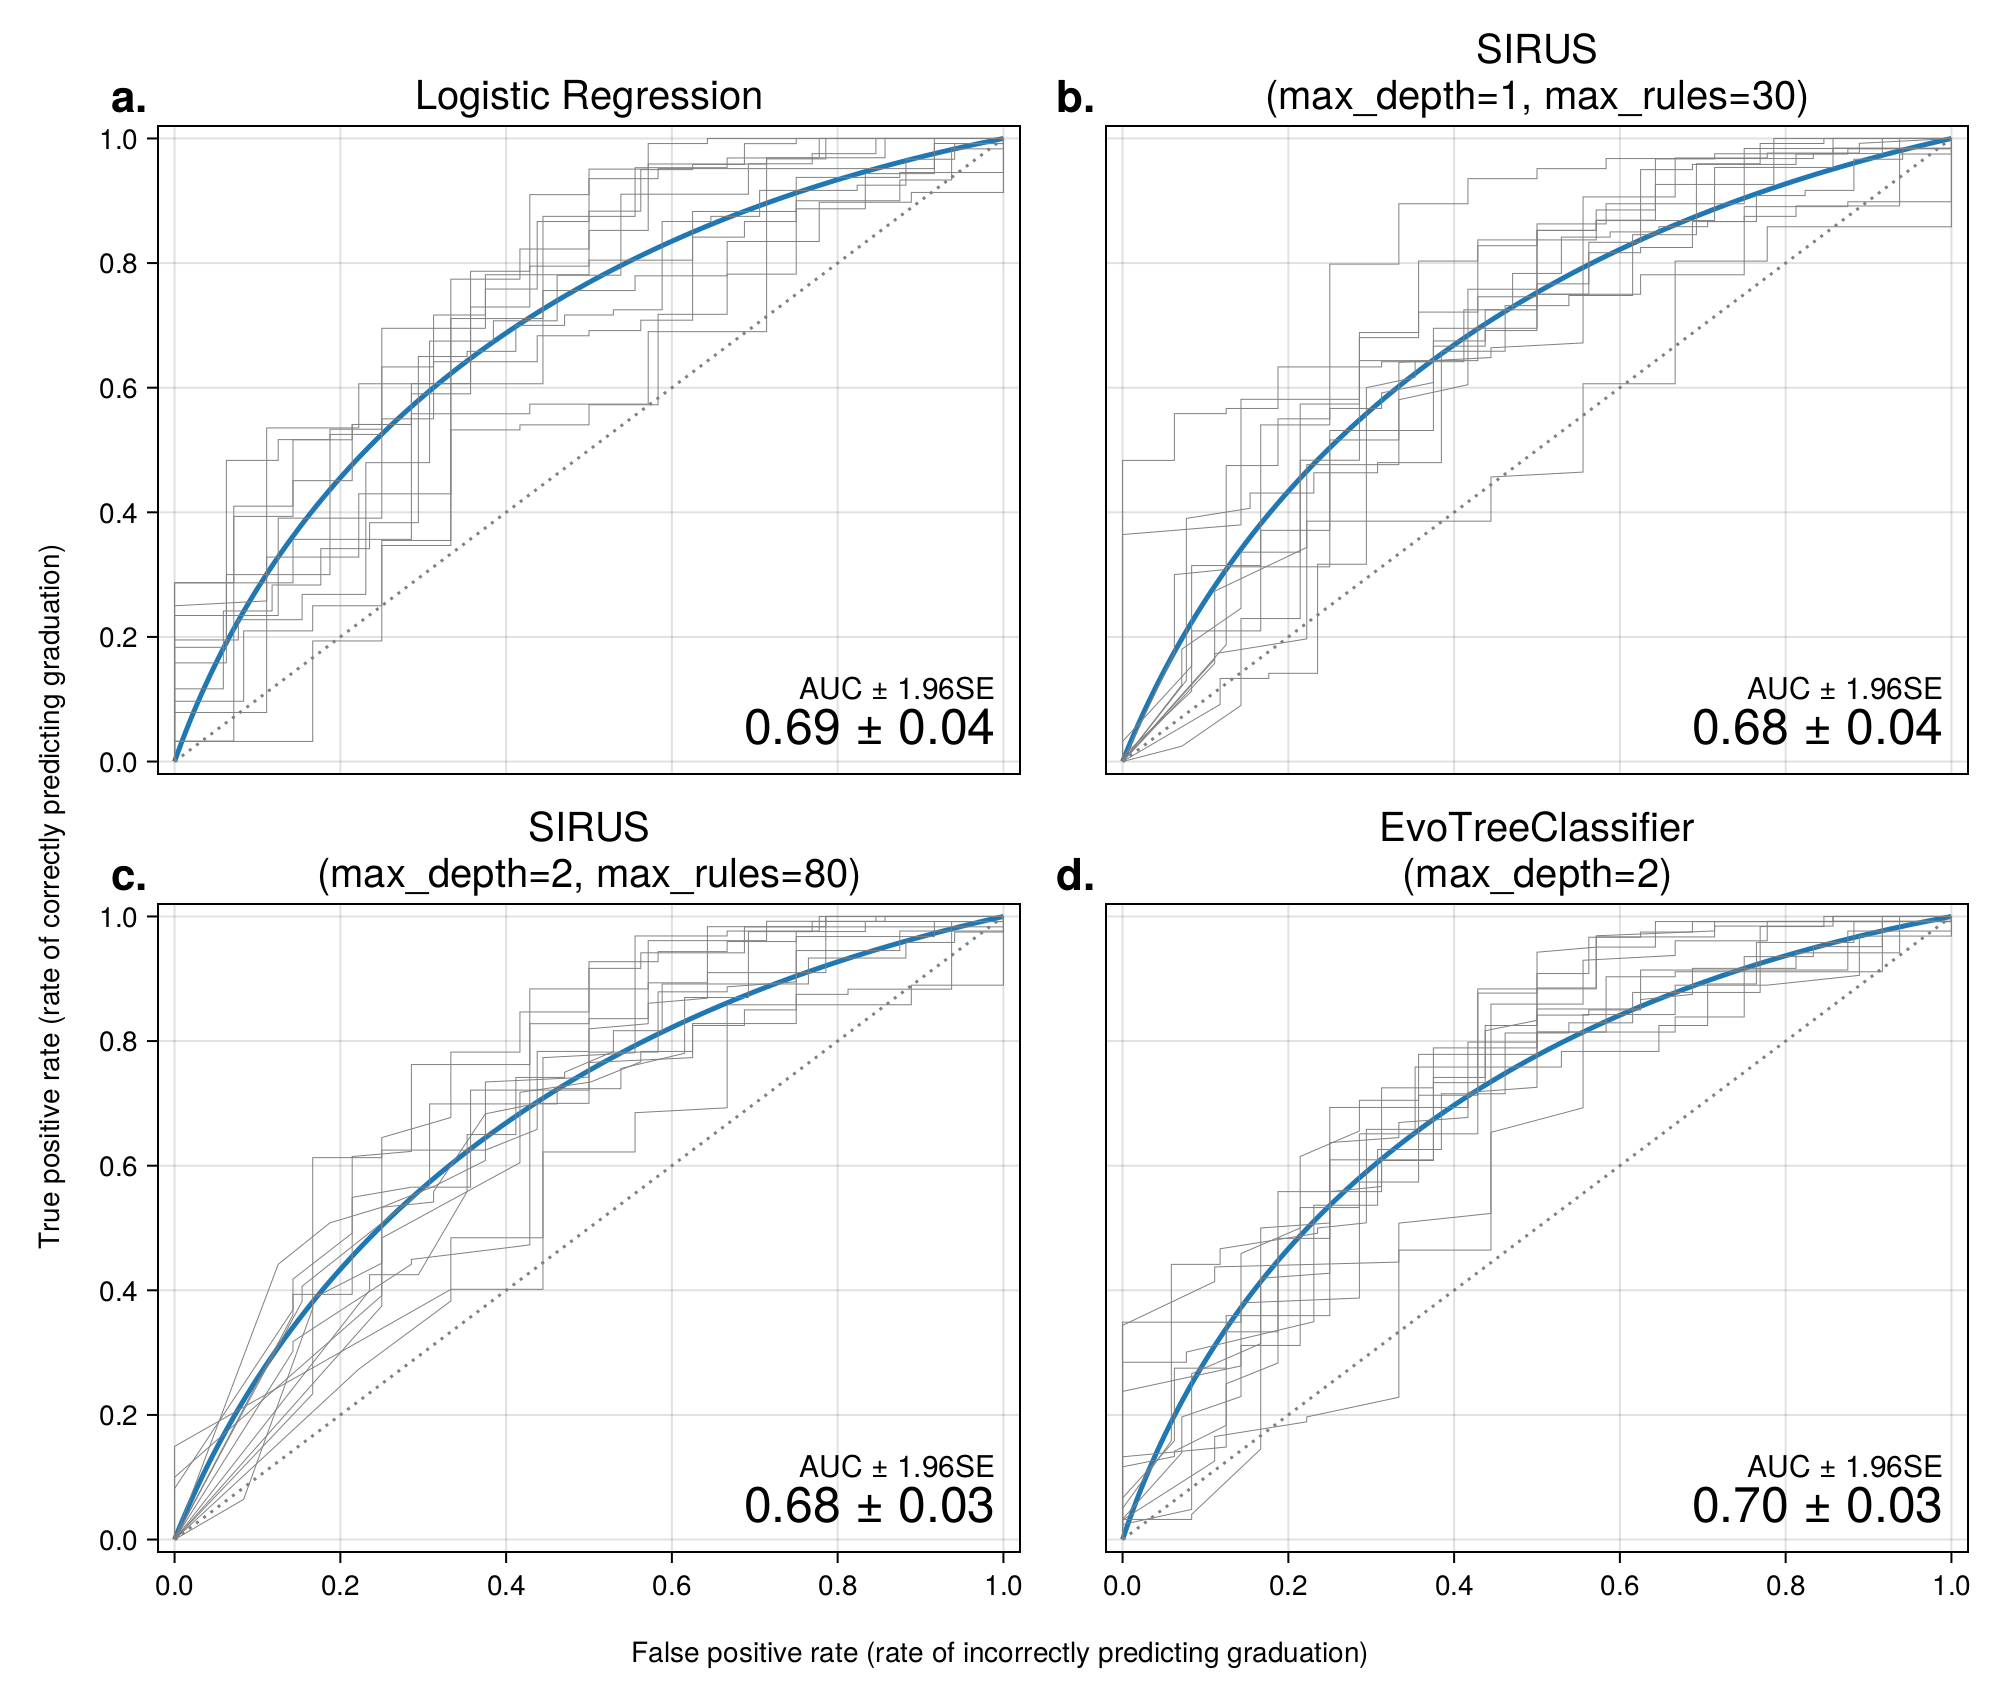 a.
Logistic Regression
b.
SIRUS
(max_depth=1, max_rules=30)
1.0
0.8
0.6
0.4
0.2
0.0
AUC ± 1.96SE
0.69 ± 0.04
AUC ± 1.96SE
0.68 ± 0.04
True positive rate (rate of correctly predicting graduation)
c.
SIRUS
(max_depth=2, max_rules=80)
d.
EvoTreeClassifier
(max_depth=2)
1.0
0.8
0.6
0.4
0.2
0.0
AUC ± 1.96SE
0.68 ± 0.03
AUC ± 1.96SE
0.70 ± 0.03
0.0 0.2 0.4 0.6 0.8 1.0
0.0 0.2 0.4 0.6 0.8 1.0
False positive rate (rate of incorrectly predicting graduation)